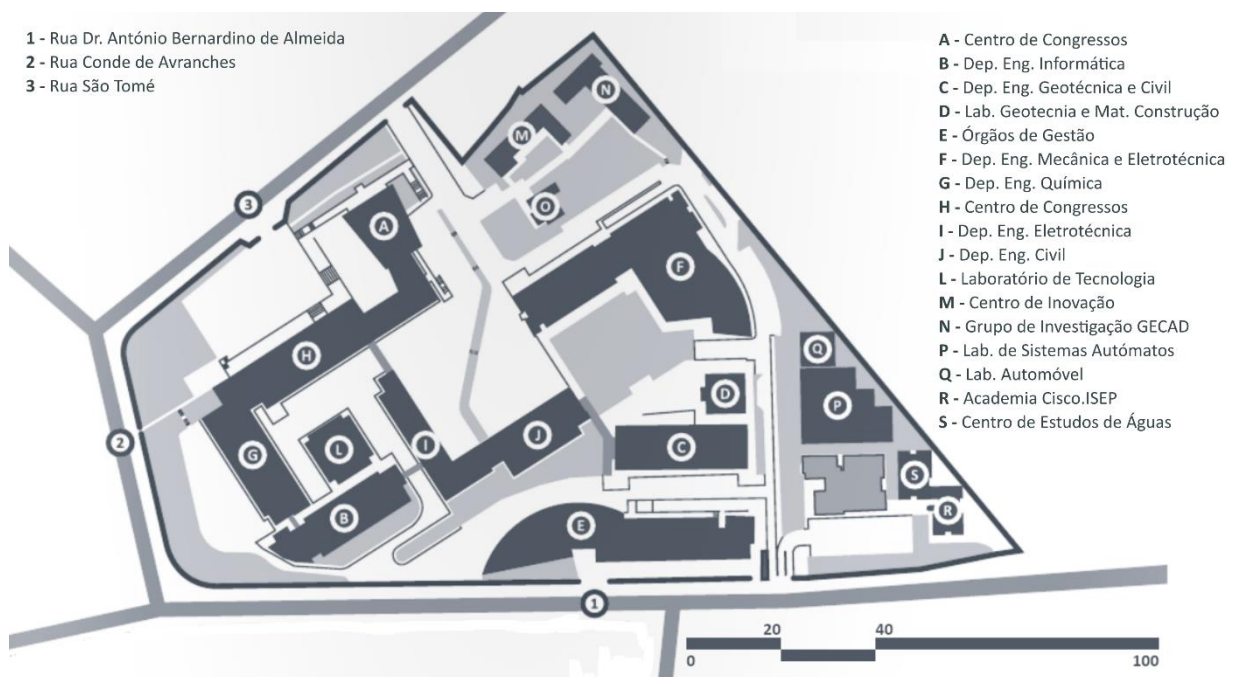 1 - Rua Dr. António Bernardino de Almeida
2 - Rua Conde de Avranches
3 - Rua São Tomé
A - Centro de Congressos
B - Dep. Eng. Informática
C - Dep. Eng. Geotécnica e Civil
D - Lab. Geotecnia e Mat. Construção
E - Órgãos de Gestão
F - Dep. Eng. Mecânica e Eletrotécnica
G - Dep. Eng. Química
H - Centro de Congressos
I - Dep. Eng. Eletrotécnica
J - Dep. Eng. Civil
L - Laboratório de Tecnologia
M - Centro de Inovação
N - Grupo de Investigação GECAD
P - Lab. de Sistemas Autómatos
Q - Lab. Automóvel
R - Academia Cisco.ISEP
S - Centro de Estudos de Águas
N
M
3
O
A
F
H
Q
D
P
2
G
L
I
J
C
S
B
E
R
1
20 40
0 100